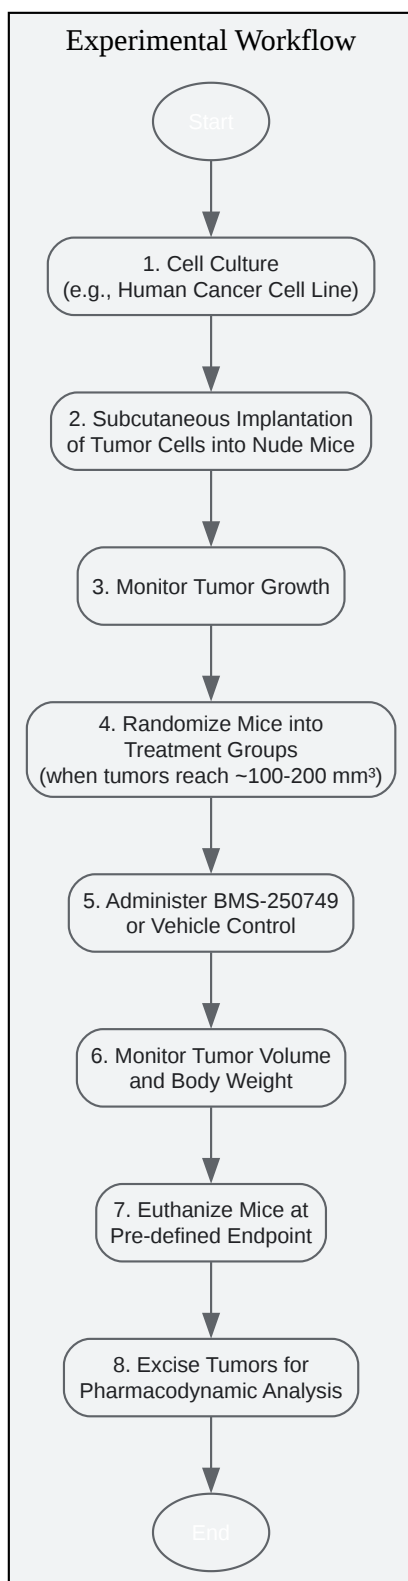 Experimental Workflow
Start
1. Cell Culture
(e.g., Human Cancer Cell Line)
2. Subcutaneous Implantation
of Tumor Cells into Nude Mice
3. Monitor Tumor Growth
4. Randomize Mice into
Treatment Groups
(when tumors reach ~100-200 mm³)
5. Administer BMS-250749
or Vehicle Control
6. Monitor Tumor Volume
and Body Weight
7. Euthanize Mice at
Pre-defined Endpoint
8. Excise Tumors for
Pharmacodynamic Analysis
End